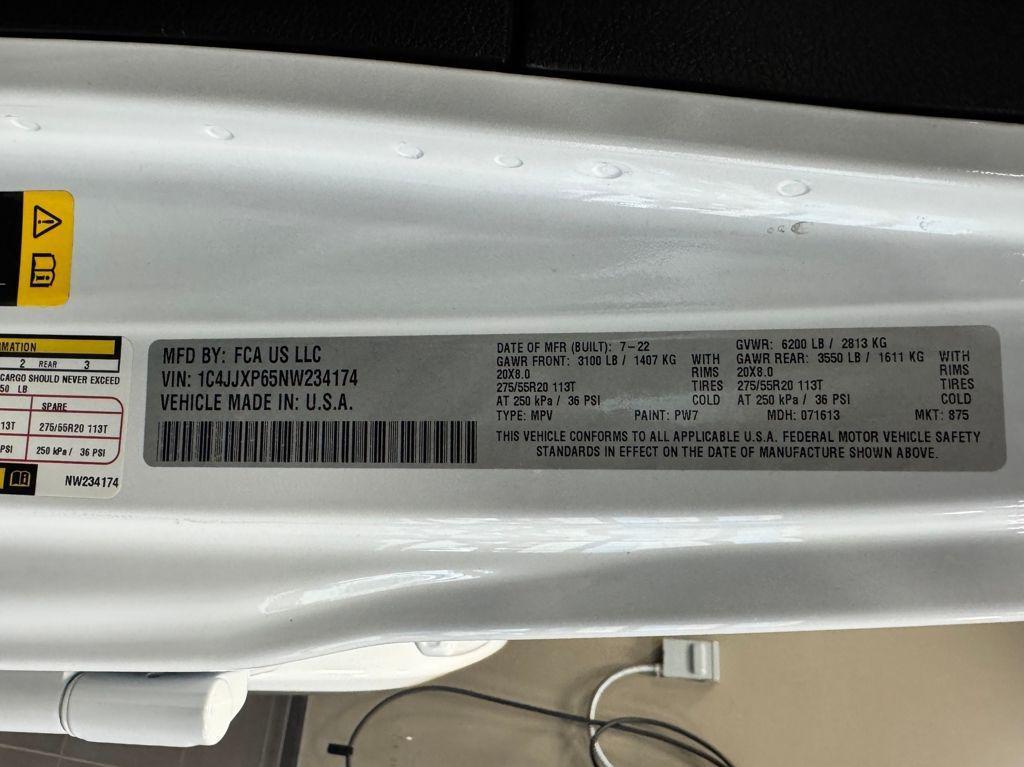 RMATION
2 REAR 3
CARGO SHOULD NEVER EXCEED
50 LB
SPARE
13T 275/55R20 113T
PSI 250 kPa / 36 PSI
NW234174
MFD BY: FCA US LLC
VIN: 1C4JJXP65NW234174
VEHICLE MADE IN: U.S.A.
DATE OF MFR (BUILT): 7-22
GAWR FRONT: 3100 LB / 1407 KG WITH
20X8.0 RIMS
275/55R20 113T TIRES
AT 250 kPa / 36 PSI COLD
GVWR: 6200 LB / 2813 KG
GAWR REAR: 3550 LB / 1611 KG WITH
20X8.0 RIMS
275/55R20 113T TIRES
AT 250 kPa / 36 PSI COLD
TYPE: MPV PAINT: PW7 MDH: 071613 MKT: 875
THIS VEHICLE CONFORMS TO ALL APPLICABLE U.S.A. FEDERAL MOTOR VEHICLE SAFETY
STANDARDS IN EFFECT ON THE DATE OF MANUFACTURE SHOWN ABOVE.